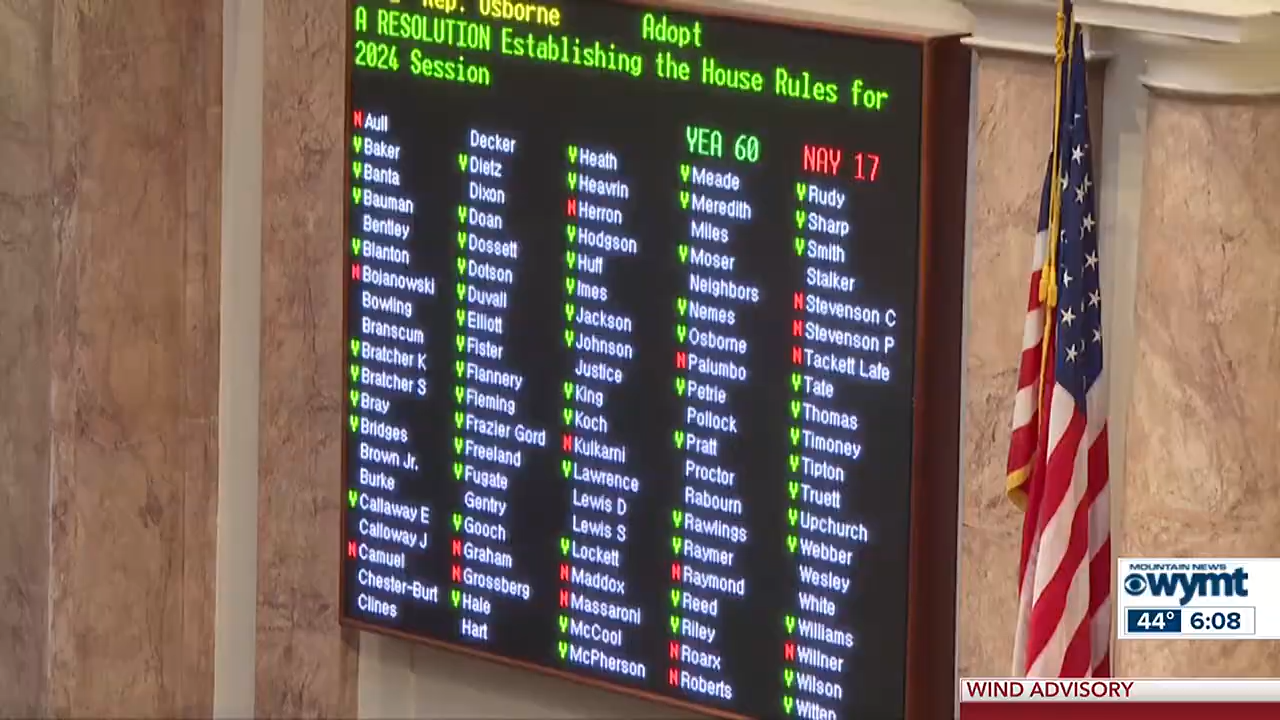 Rep. Osborne
Adopt
A RESOLUTION Establishing the House Rules for
2024 Session
YEA 60
NAY 17
N Aull
Y Baker
Y Banta
Y Bauman
Bentley
Y Blanton
N Bojanowski
Bowling
Branscum
Y Bratcher K
Y Bratcher S
Y Bray
Y Bridges
Brown Jr.
Burke
Y Callaway E
Calloway J
N Camuel
Chester-Burt
Clines
Decker
Y Dietz
Dixon
Y Doan
Y Dossett
Y Dotson
Y Duvall
Y Elliott
Y Fister
Y Flannery
Y Fleming
Y Frazier Gord
Y Freeland
Y Fugate
Gentry
Y Gooch
N Graham
N Grossberg
Y Hale
Hart
Y Heath
Y Heavrin
N Herron
Y Hodgson
Y Huff
Y Imes
Y Jackson
Y Johnson
Justice
Y King
Y Koch
N Kulkarni
Y Lawrence
Lewis D
Lewis S
Y Lockett
N Maddox
N Massaroni
Y McCool
Y McPherson
Y Meade
Y Meredith
Miles
Y Moser
Neighbors
Y Nemes
Y Osborne
N Palumbo
Y Petrie
Pollock
Y Pratt
Proctor
Rabourn
Y Rawlings
Y Raymer
N Raymond
Y Reed
Y Riley
N Roarx
N Roberts
Y Rudy
Y Sharp
Y Smith
Stalker
N Stevenson C
N Stevenson P
N Tackett Lafe
Y Tate
Y Thomas
Y Timoney
Y Tipton
Y Truett
Y Upchurch
Y Webber
Wesley
White
Y Williams
N Willner
Y Wilson
Y Witten
MOUNTAIN NEWS
wymt
44° 6:08
WIND ADVISORY